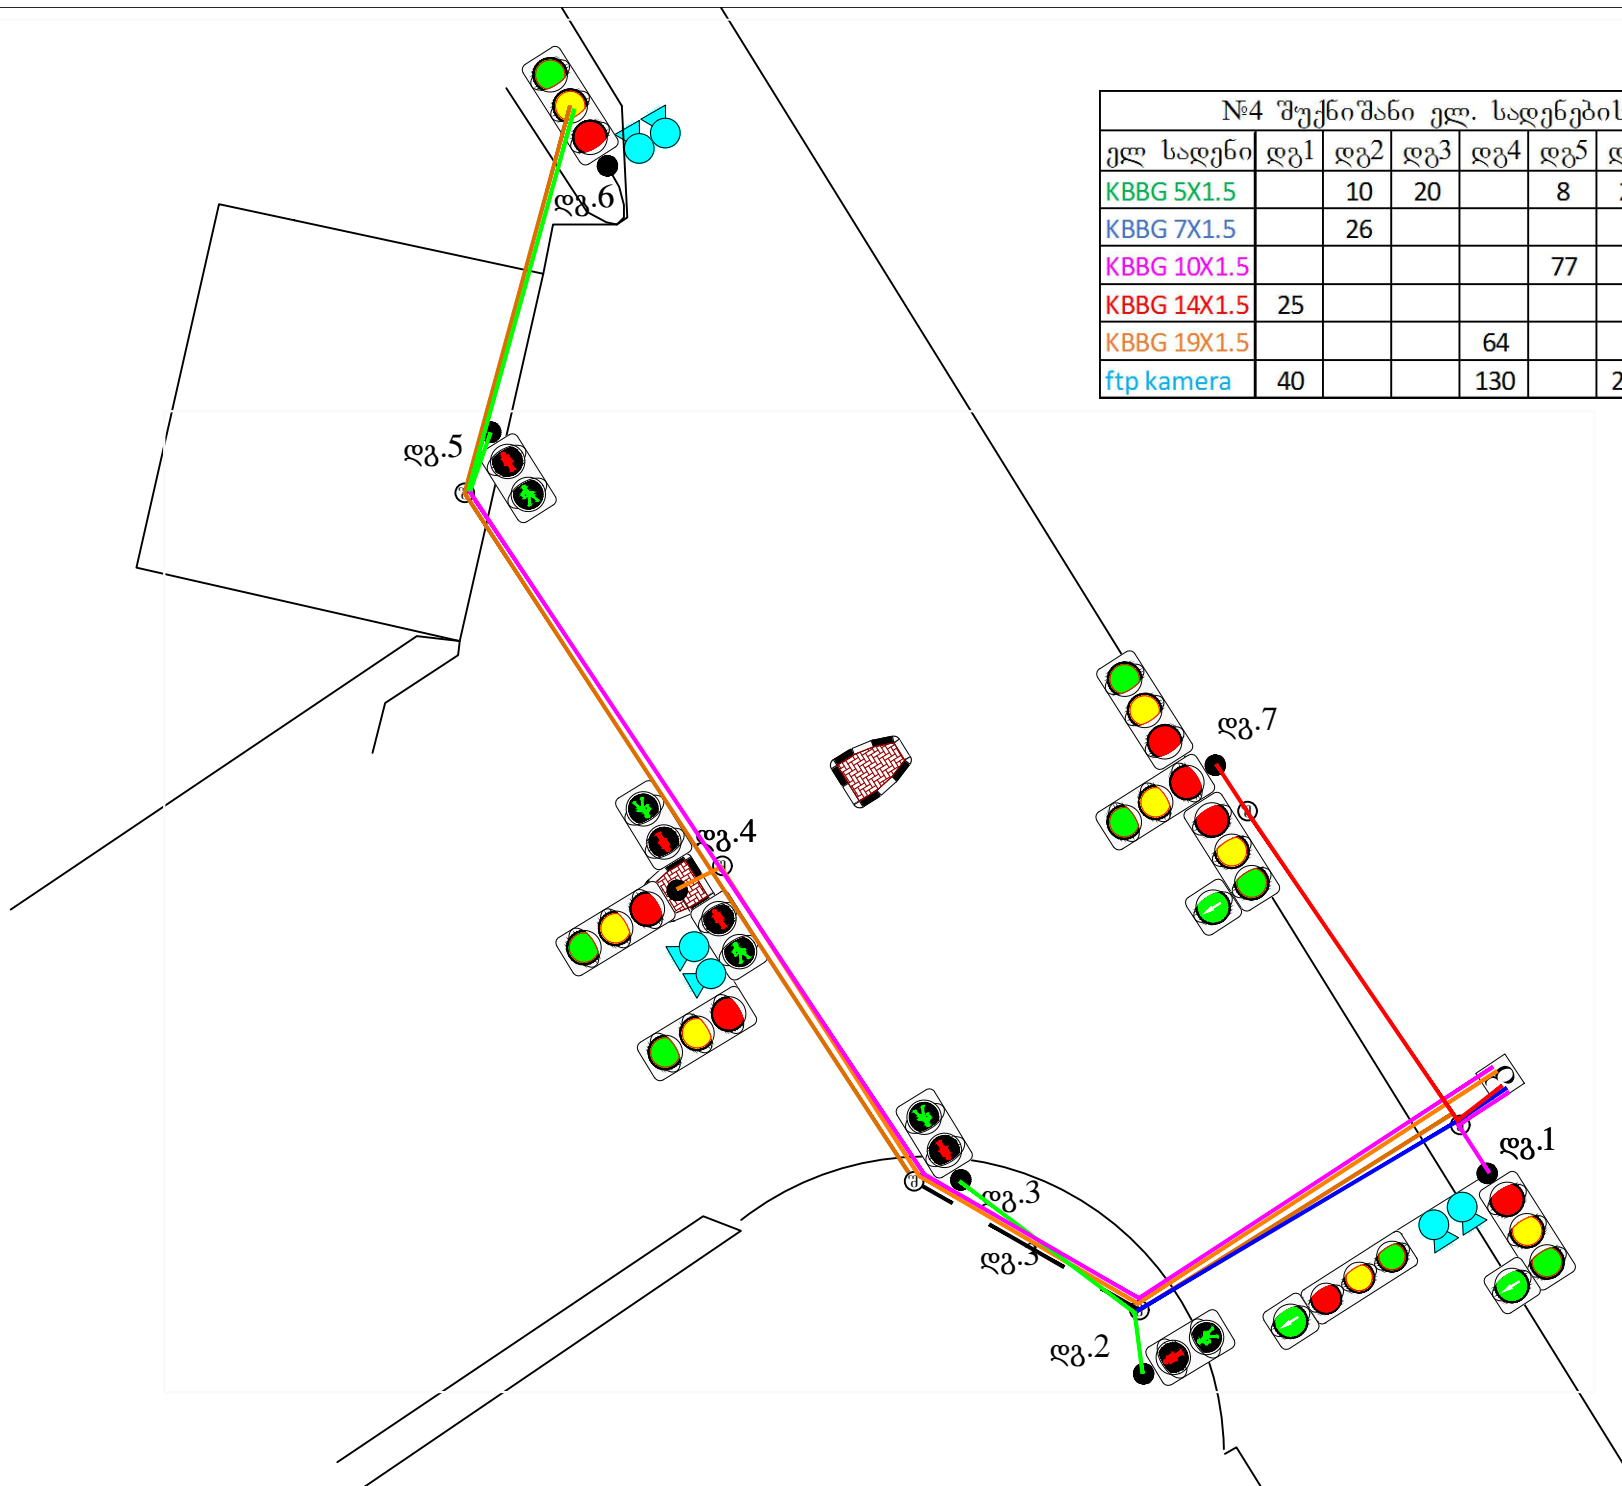 №4 შუქნიშანი ელ. სადენების
ელ სადენი დგ1 დგ2 დგ3 დგ4 დგ5
KBBG 5X1.5 10 20 8
KBBG 7X1.5 26
KBBG 10X1.5 77
KBBG 14X1.5 25
KBBG 19X1.5 64
ftp kamera 40 130
დგ.6
დგ.5
დგ.7
დგ.4
დგ.1
დგ.3
დგ.3
დგ.2